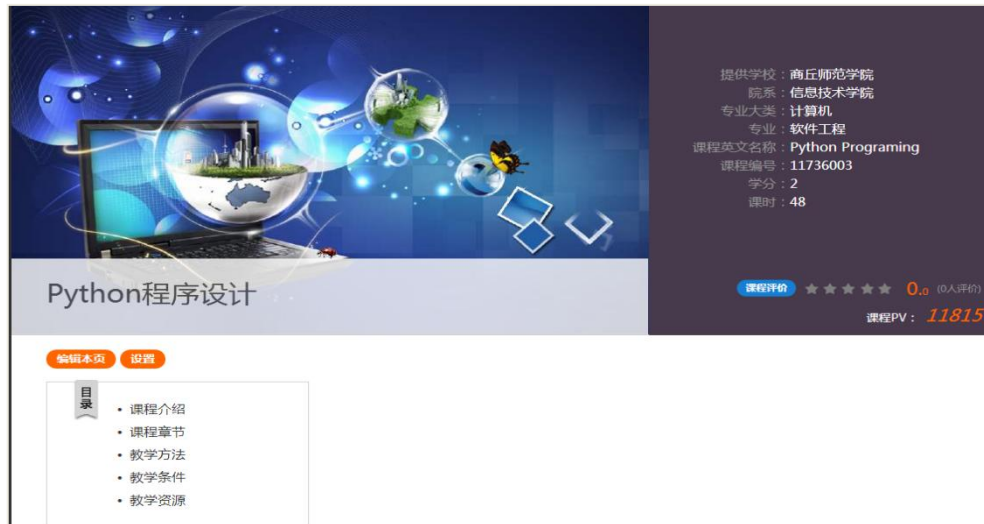 提供学校：商丘师范学院
院系：信息技术学院
专业大类：计算机
专业：软件工程
课程英文名称：Python Programing
课程编号：11736003
学分：2
课时：48
Python程序设计
课程评价 0.0 (0人评价)
课程PV： 11815
编辑本页 设置
目录
• 课程介绍
• 课程章节
• 教学方法
• 教学条件
• 教学资源